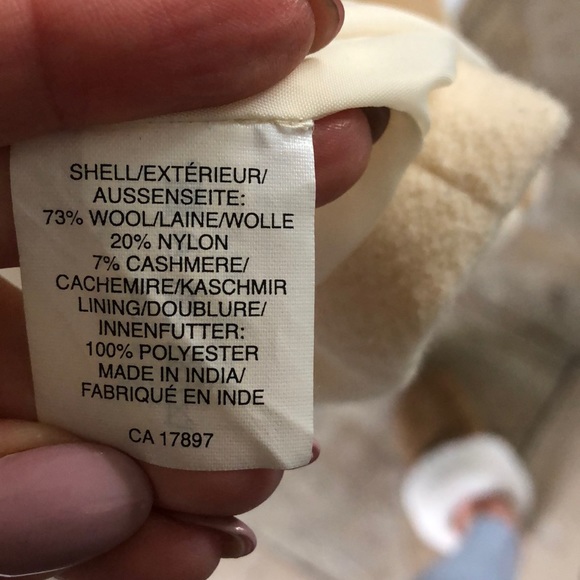 SHELL/EXTÉRIEUR/
AUSSENSEITE:
73% WOOL/LAINE/WOLLE
20% NYLON
7% CASHMERE/
CACHEMIRE/KASCHMIR
LINING/DOUBLURE/
INNENFUTTER:
100% POLYESTER
MADE IN INDIA/
FABRIQUÉ EN INDE
CA 17897